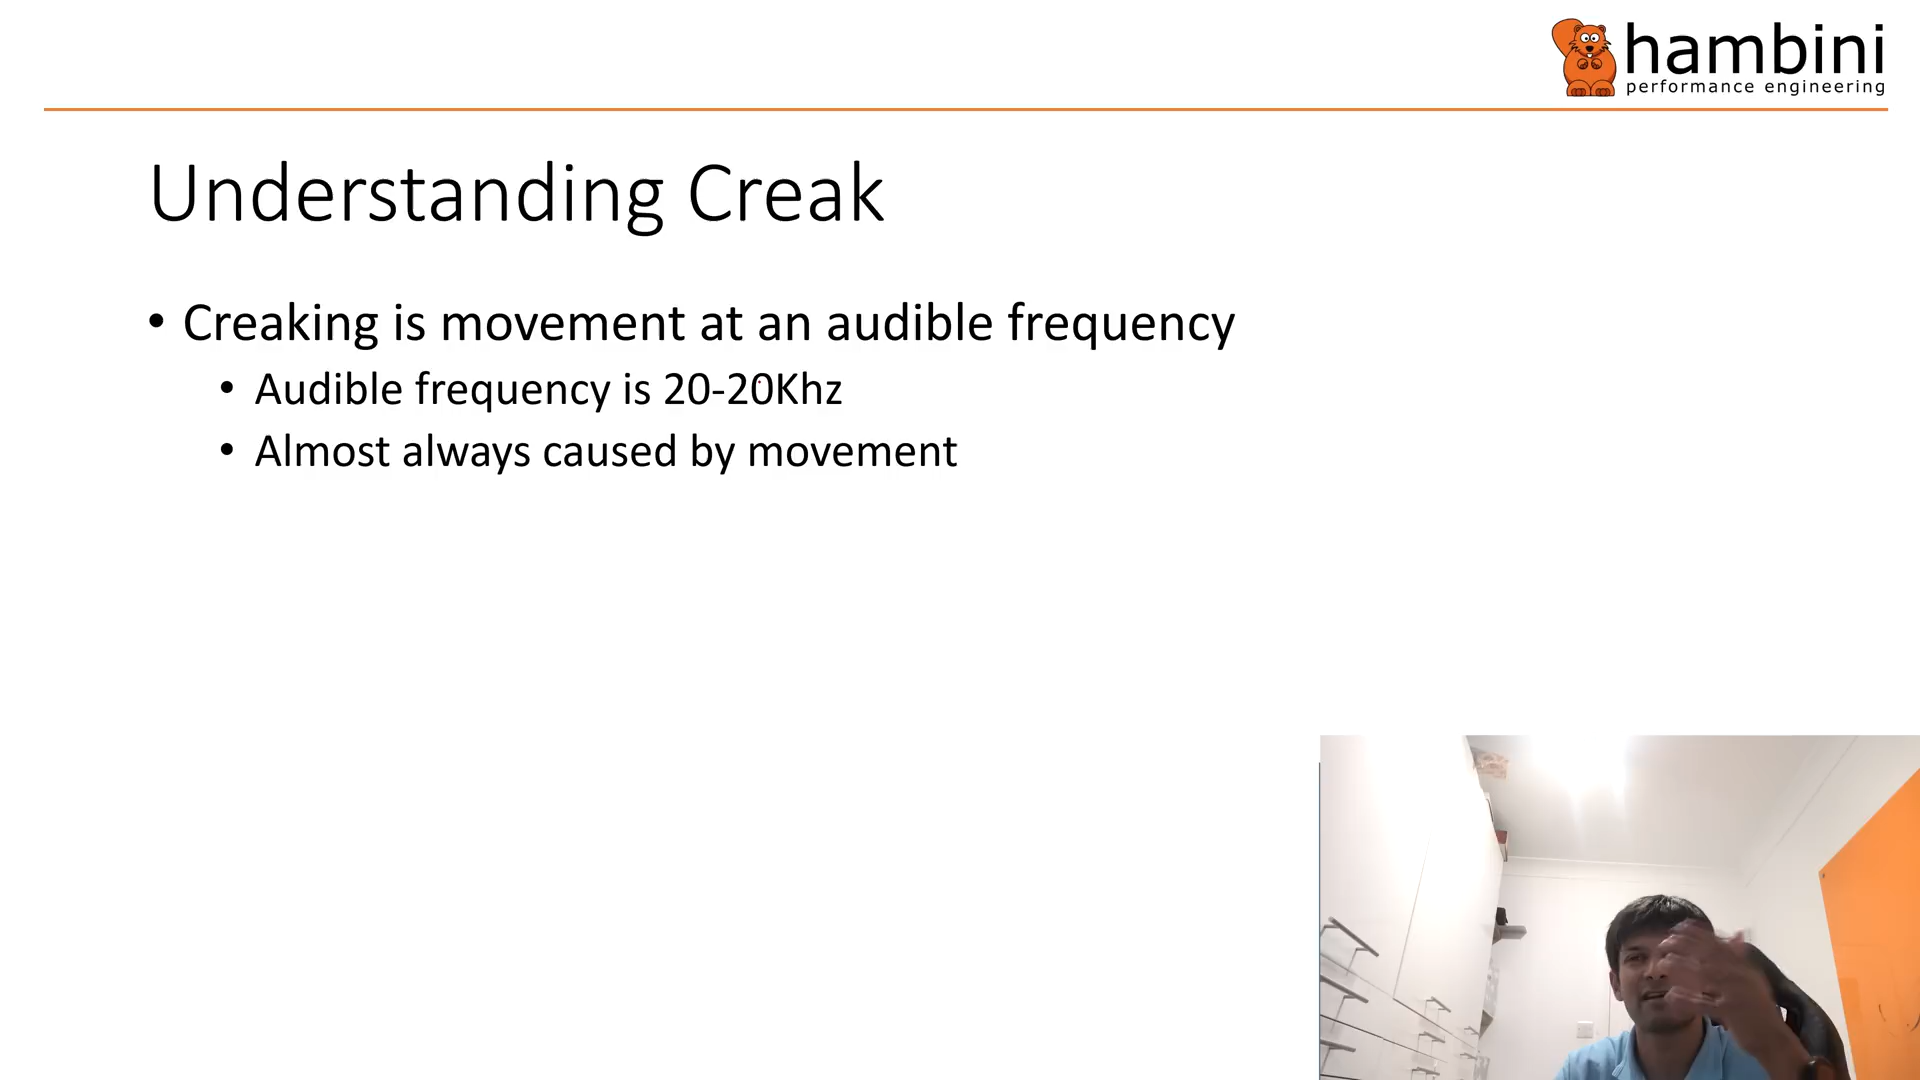 hambini
performance engineering
Understanding Creak
• Creaking is movement at an audible frequency
• Audible frequency is 20-20Khz
• Almost always caused by movement